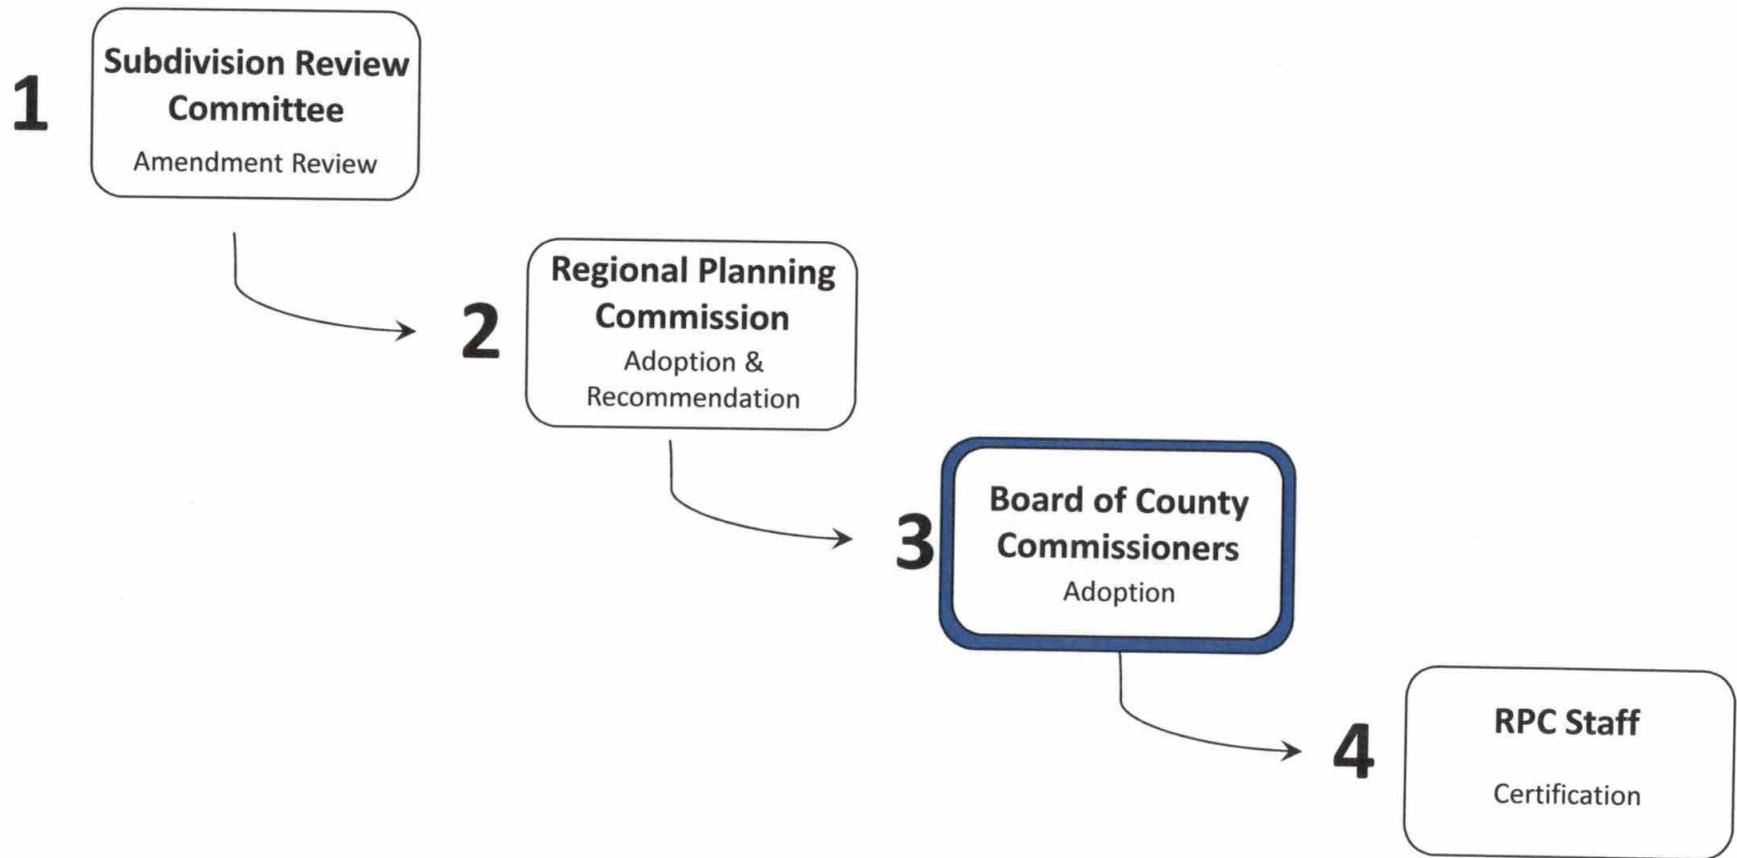 1
Subdivision Review
Committee
Amendment Review
2
Regional Planning
Commission
Adoption &
Recommendation
3
Board of County
Commissioners
Adoption
4
RPC Staff
Certification